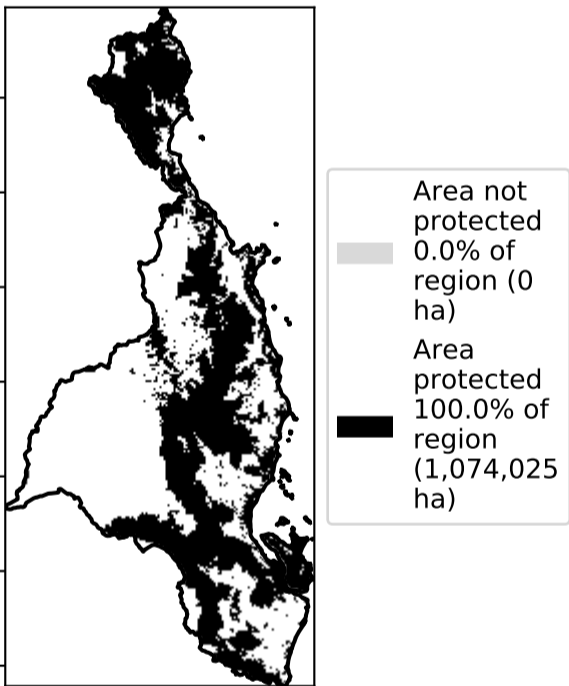 Area not
protected
0.0% of
region (0
ha)
Area
protected
100.0% of
region
(1,074,025
ha)